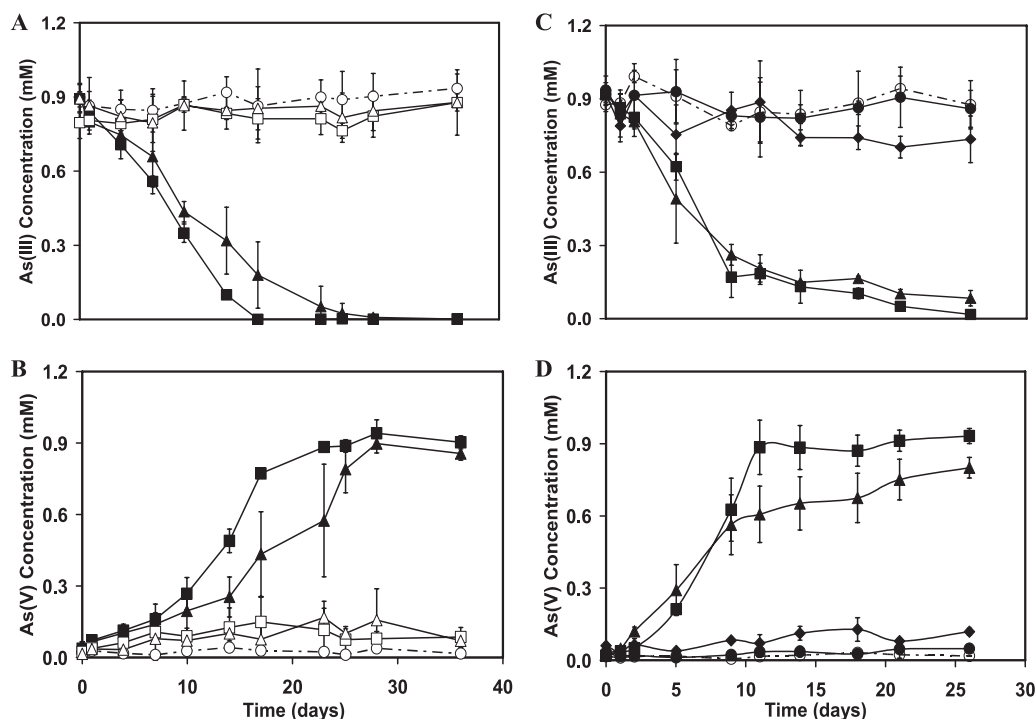 A
1.2
0.9
0.6
0.3
0.0
As(III) Concentration (mM)
C
1.2
0.9
0.6
0.3
0.0
As(III) Concentration (mM)
B
1.2
0.9
0.6
0.3
0.0
As(V) Concentration (mM)
0 10 20 30 40
Time (days)
D
1.2
0.9
0.6
0.3
0.0
As(V) Concentration (mM)
0 5 10 15 20 25 30
Time (days)